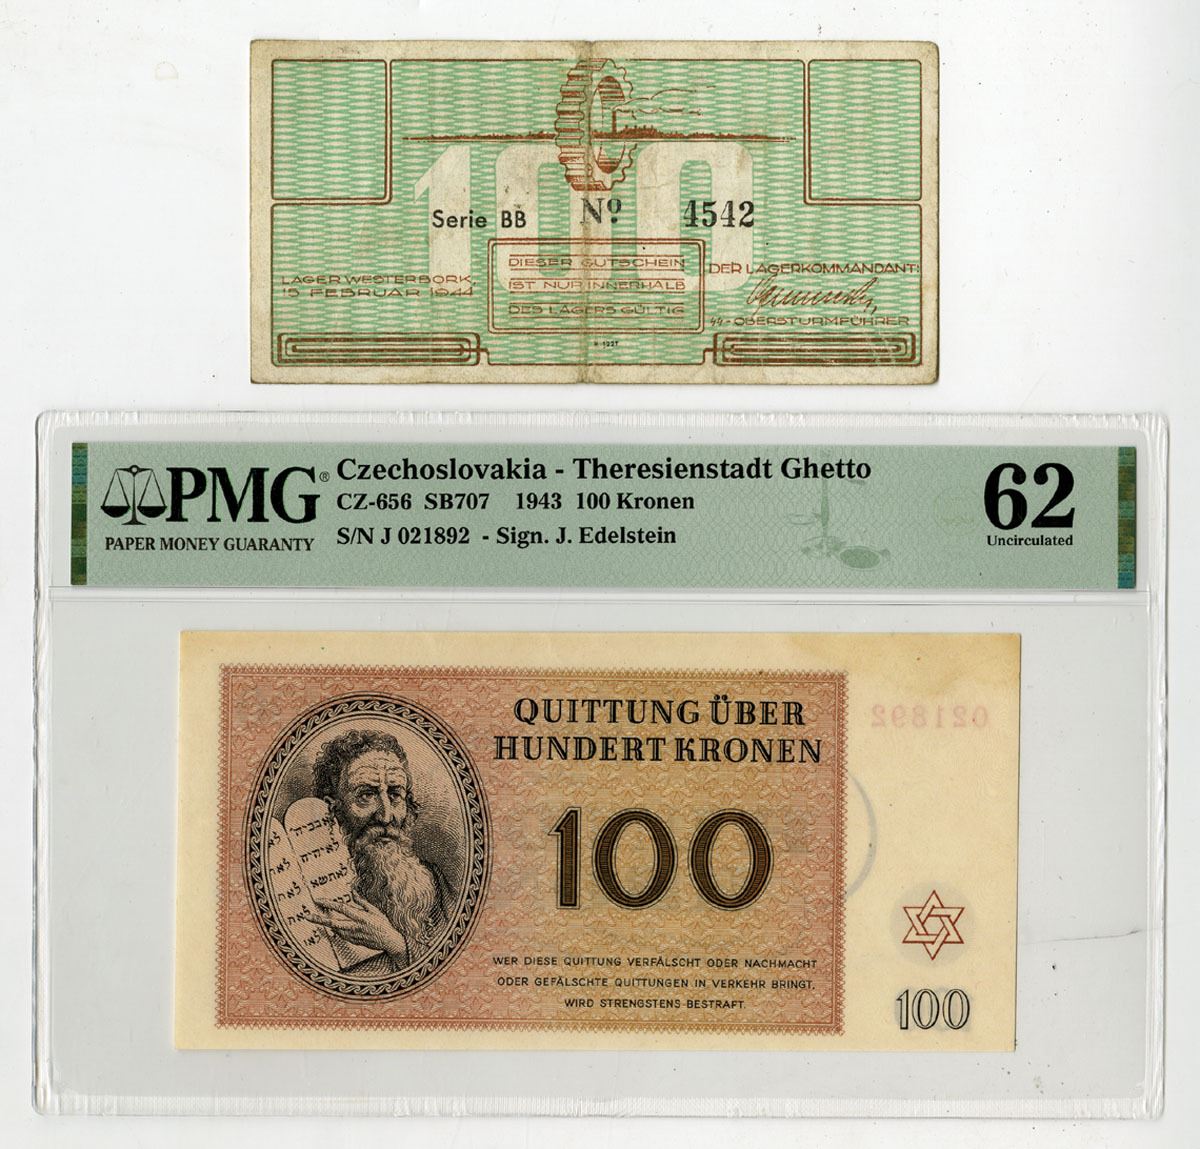 100
Serie BB Nº 4542
LAGER WESTERBORK,
15 FEBRUAR 1944
DIESER GUTSCHEIN
IST NUR INNERHALB
DES LAGERS GÜLTIG
DER LAGERKOMMANDANT:
SS-OBERSTURMFÜHRER
PMG®
PAPER MONEY GUARANTY
Czechoslovakia - Theresienstadt Ghetto
CZ-656 SB707 1943 100 Kronen
S/N J 021892 - Sign. J. Edelstein
62
Uncirculated
QUITTUNG ÜBER
HUNDERT KRONEN
021892
100
WER DIESE QUITTUNG VERFÄLSCHT ODER NACHMACHT
ODER GEFÄLSCHTE QUITTUNGEN IN VERKEHR BRINGT,
WIRD STRENGSTENS BESTRAFT.
100